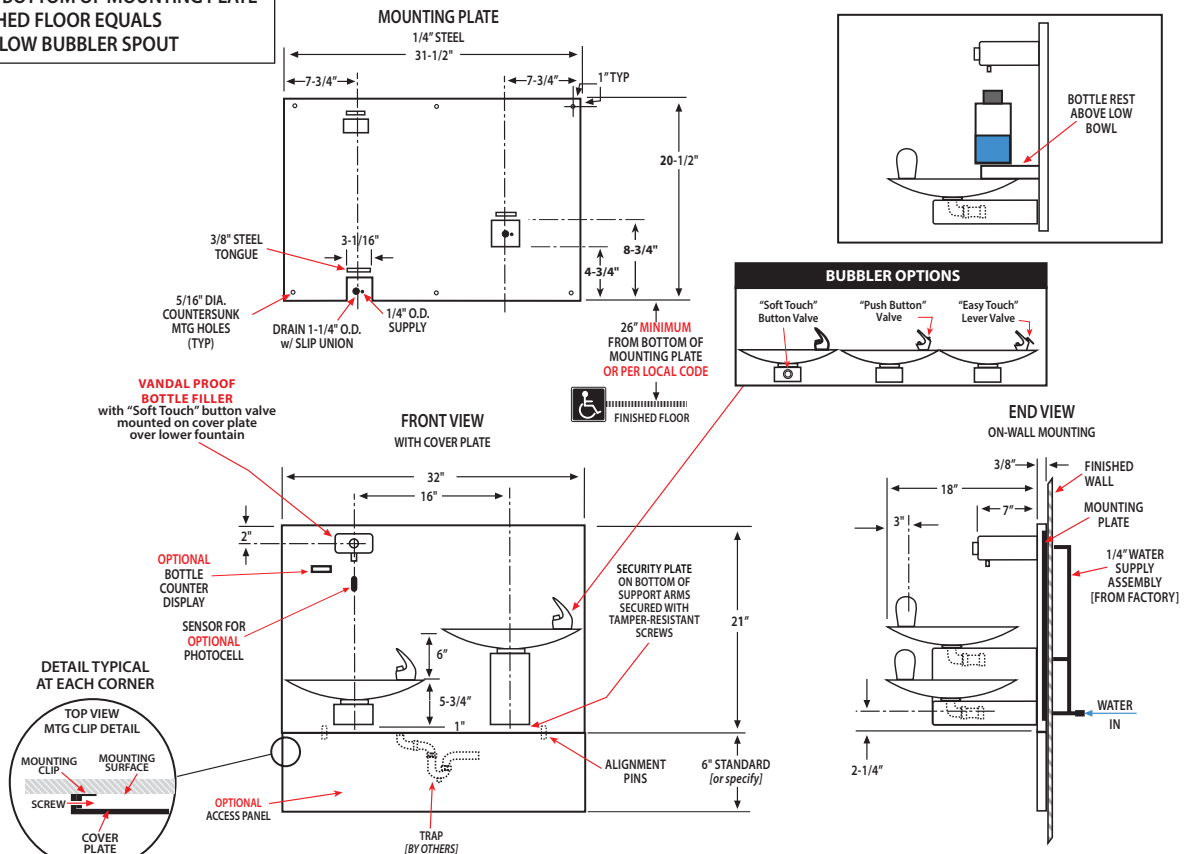 BOTTOM OF MOUNTING PLATE
HED FLOOR EQUALS
LOW BUBBLER SPOUT
MOUNTING PLATE
1/4" STEEL
31-1/2"
7-3/4"
7-3/4"
1" TYP
20-1/2"
8-3/4"
4-3/4"
3/8" STEEL
TONGUE
3-1/16"
5/16" DIA.
COUNTERSUNK
MTG HOLES
(TYP)
DRAIN 1-1/4" O.D.
w/ SLIP UNION
1/4" O.D.
SUPPLY
26" MINIMUM
FROM BOTTOM OF
MOUNTING PLATE
OR PER LOCAL CODE
FINISHED FLOOR
BOTTLE REST
ABOVE LOW
BOWL
BUBBLER OPTIONS
"Soft Touch"
Button Valve
"Push Button"
Valve
"Easy Touch"
Lever Valve
VANDAL PROOF
BOTTLE FILLER
with "Soft Touch" button valve
mounted on cover plate
over lower fountain
FRONT VIEW
WITH COVER PLATE
32"
16"
2"
OPTIONAL
BOTTLE
COUNTER
DISPLAY
SENSOR FOR
OPTIONAL
PHOTOCELL
SECURITY PLATE
ON BOTTOM OF
SUPPORT ARMS
SECURED WITH
TAMPER-RESISTANT
SCREWS
21"
6"
5-3/4"
1"
ALIGNMENT
PINS
6" STANDARD
[or specify]
OPTIONAL
ACCESS PANEL
TRAP
[BY OTHERS]
DETAIL TYPICAL
AT EACH CORNER
TOP VIEW
MTG CLIP DETAIL
MOUNTING
CLIP
MOUNTING
SURFACE
SCREW
COVER
PLATE
END VIEW
ON-WALL MOUNTING
3/8"
18"
7"
3"
FINISHED
WALL
MOUNTING
PLATE
1/4" WATER
SUPPLY
ASSEMBLY
[FROM FACTORY]
WATER
IN
2-1/4"